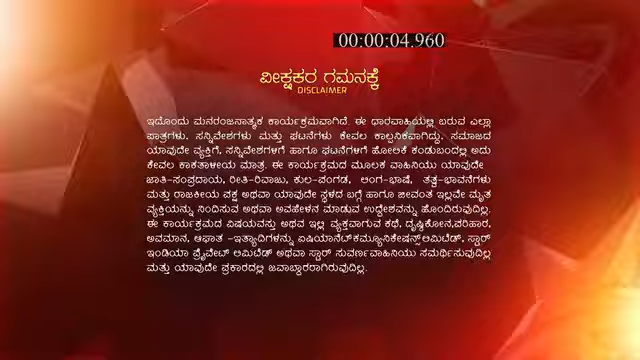 00:00:04.960
ವೀಕ್ಷಕರ ಗಮನಕ್ಕೆ
DISCLAIMER
ಇದೊಂದು ಮನರಂಜನಾತ್ಮಕ ಕಾರ್ಯಕ್ರಮವಾಗಿದೆ. ಈ ಧಾರವಾಹಿಯಲ್ಲಿ ಬರುವ ಎಲ್ಲಾ
ಪಾತ್ರಗಳು, ಸನ್ನಿವೇಶಗಳು ಮತ್ತು ಘಟನೆಗಳು ಕೇವಲ ಕಾಲ್ಪನಿಕವಾಗಿದ್ದು, ಸಮಾಜದ
ಯಾವುದೇ ವ್ಯಕ್ತಿಗೆ, ಸನ್ನಿವೇಶಗಳಿಗೆ ಹಾಗೂ ಘಟನೆಗಳಿಗೆ ಹೋಲಿಕೆ ಕಂಡುಬಂದಲ್ಲಿ ಅದು
ಕೇವಲ ಕಾಕತಾಳೀಯ ಮಾತ್ರ. ಈ ಕಾರ್ಯಕ್ರಮದ ಮೂಲಕ ವಾಹಿನಿಯು ಯಾವುದೇ
ಜಾತಿ-ಸಂಪ್ರದಾಯ, ರೀತಿ-ರಿವಾಜು, ಕುಲ-ಪಂಗಡ, ಆಂಗ-ಭಾಷೆ, ತತ್ವ-ಭಾವನೆಗಳು
ಮತ್ತು ರಾಜಕೀಯ ಪಕ್ಷ ಅಥವಾ ಯಾವುದೇ ಸ್ಥಳದ ಬಗ್ಗೆ ಹಾಗೂ ಜೀವಂತ ಇಲ್ಲವೇ ಮೃತ
ವ್ಯಕ್ತಿಯನ್ನು ನಿಂದಿಸುವ ಅಥವಾ ಅವಹೇಳನ ಮಾಡುವ ಉದ್ದೇಶವನ್ನು ಹೊಂದಿರುವುದಿಲ್ಲ.
ಈ ಕಾರ್ಯಕ್ರಮದ ವಿಷಯವಸ್ತು ಅಥವ ಇಲ್ಲಿ ವ್ಯಕ್ತವಾಗುವ ಕಥೆ, ದೃಷ್ಟಿಕೋನ,ಪರಿಹಾರ,
ಅವಮಾನ, ಆಘಾತ -ಇತ್ಯಾದಿಗಳನ್ನು ಏಷಿಯಾನೆಟ್ ಕಮ್ಯೂನಿಕೇಷನ್ಸ್ ಲಿಮಿಟೆಡ್, ಸ್ಟಾರ್
ಇಂಡಿಯಾ ಪ್ರೈವೇಟ್ ಲಿಮಿಟೆಡ್ ಅಥವಾ ಸ್ಟಾರ್ ಸುವರ್ಣವಾಹಿನಿಯು ಸಮರ್ಥಿಸುವುದಿಲ್ಲ
ಮತ್ತು ಯಾವುದೇ ಪ್ರಕಾರದಲ್ಲಿ ಜವಾಬ್ದಾರರಾಗಿರುವುದಿಲ್ಲ.